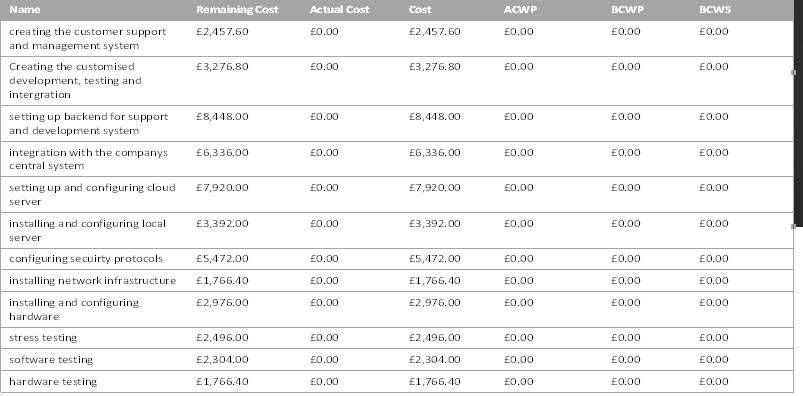 Name Remaining Cost Actual Cost Cost ACWP BCWP BCWS
creating the customer support £2,457.60 £0.00 £2,457.60 £0.00 £0.00 £0.00
and management system
Creating the customised £3,276.80 £0.00 £3,276.80 £0.00 £0.00 £0.00
development, testing and
intergration
setting up backend for support £8,448.00 £0.00 £8,448.00 £0.00 £0.00 £0.00
and development system
integration with the companys £6,336.00 £0.00 £6,336.00 £0.00 £0.00 £0.00
central system
setting up and configuring cloud £7,920.00 £0.00 £7,920.00 £0.00 £0.00 £0.00
server
installing and configuring local £3,392.00 £0.00 £3,392.00 £0.00 £0.00 £0.00
server
configuring secuirty protocols £5,472.00 £0.00 £5,472.00 £0.00 £0.00 £0.00
installing network infrastructure £1,766.40 £0.00 £1,766.40 £0.00 £0.00 £0.00
installing and configuring £2,976.00 £0.00 £2,976.00 £0.00 £0.00 £0.00
hardware
stress testing £2,496.00 £0.00 £2,496.00 £0.00 £0.00 £0.00
software testing £2,304.00 £0.00 £2,304.00 £0.00 £0.00 £0.00
hardware testing £1,766.40 £0.00 £1,766.40 £0.00 £0.00 £0.00